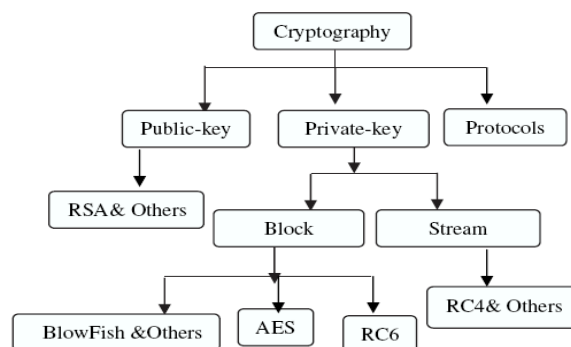 Cryptography
Public-key
Private-key
Protocols
RSA& Others
Block
Stream
BlowFish &Others
AES
RC6
RC4& Others